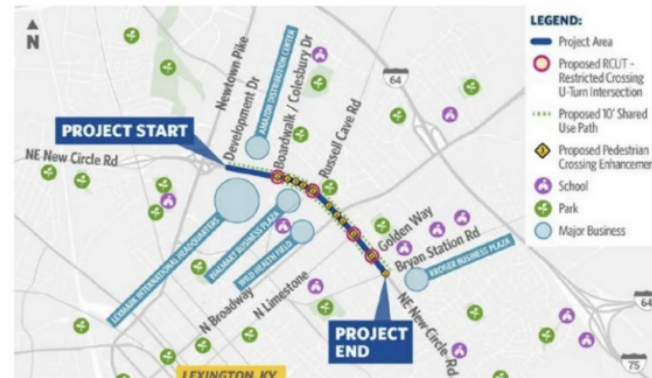 N
LEGEND:
Project Area
Proposed RCUT -
Restricted Crossing
U-Turn Intersection
Proposed 10' Shared
Use Path
Proposed Pedestrian
Crossing Enhancemen
School
Park
Major Business
PROJECT START
NE New Circle Rd
Newtown Pike
Development Dr
AMAZON DISTRIBUTION CENTER
Boardwalk / Colesbury Dr
Russell Cave Rd
64
LEXMARK INTERNATIONAL HEADQUARTERS
WALMART BUSINESS PLAZA
WILD HEALTH FIELD
N Broadway
N Limestone
Golden Way
Bryan Station Rd
KROGER BUSINESS PLAZA
NE New Circle Rd
PROJECT
END
64
75
LEXINGTON, KY